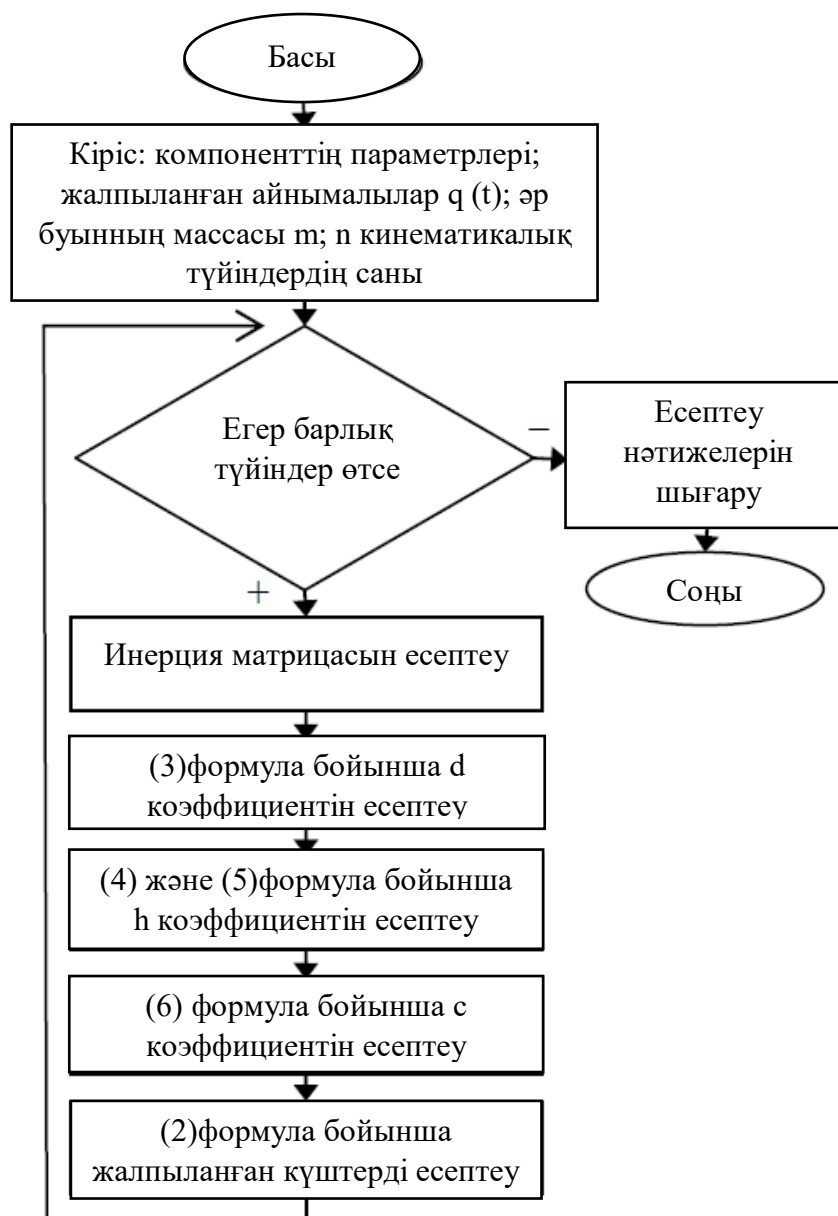 Басы
Кіріс: компоненттің параметрлері;
жалпыланған айнымалылар q (t); әр
буынның массасы m; n кинематикалық
түйіндердің саны
Егер барлық
түйіндер өтсе
–
Есептеу
нәтижелерін
шығару
Соңы
+
Инерция матрицасын есептеу
(3)формула бойынша d
коэффициентін есептеу
(4) және (5)формула бойынша
h коэффициентін есептеу
(6) формула бойынша c
коэффициентін есептеу
(2)формула бойынша
жалпыланған күштерді есептеу